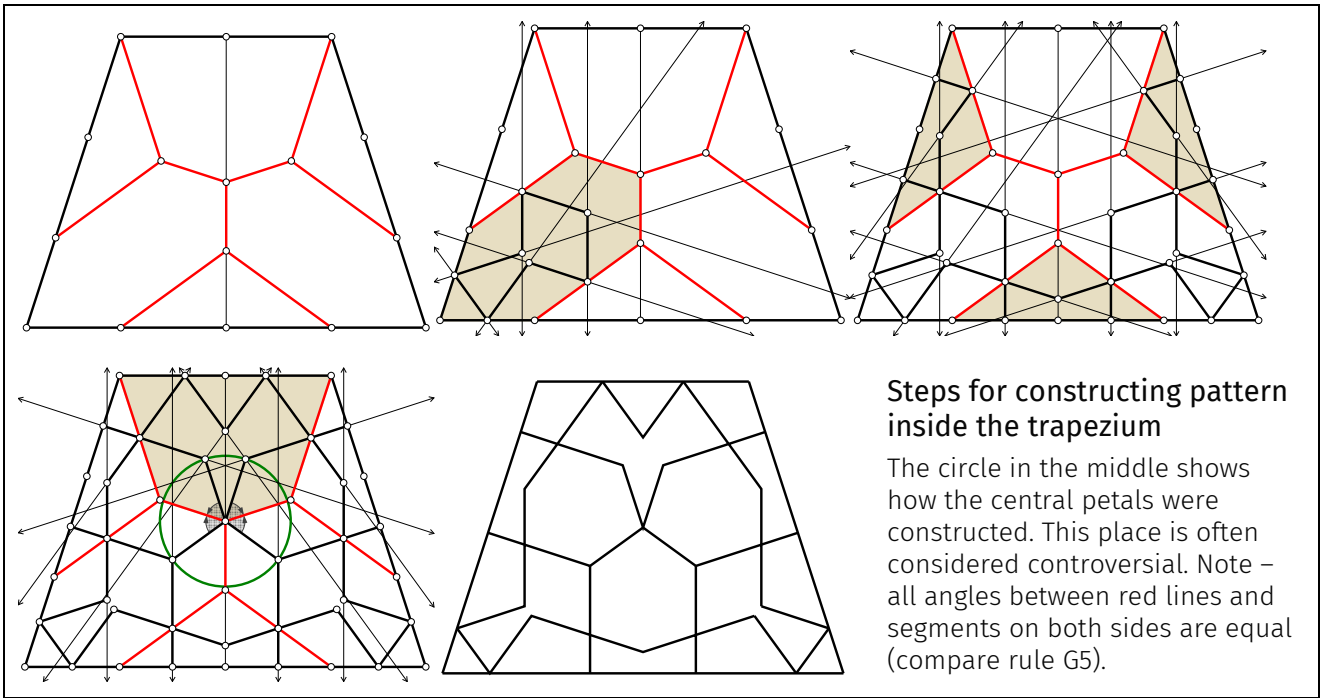 Steps for constructing pattern
inside the trapezium
The circle in the middle shows
how the central petals were
constructed. This place is often
considered controversial. Note –
all angles between red lines and
segments on both sides are equal
(compare rule G5).